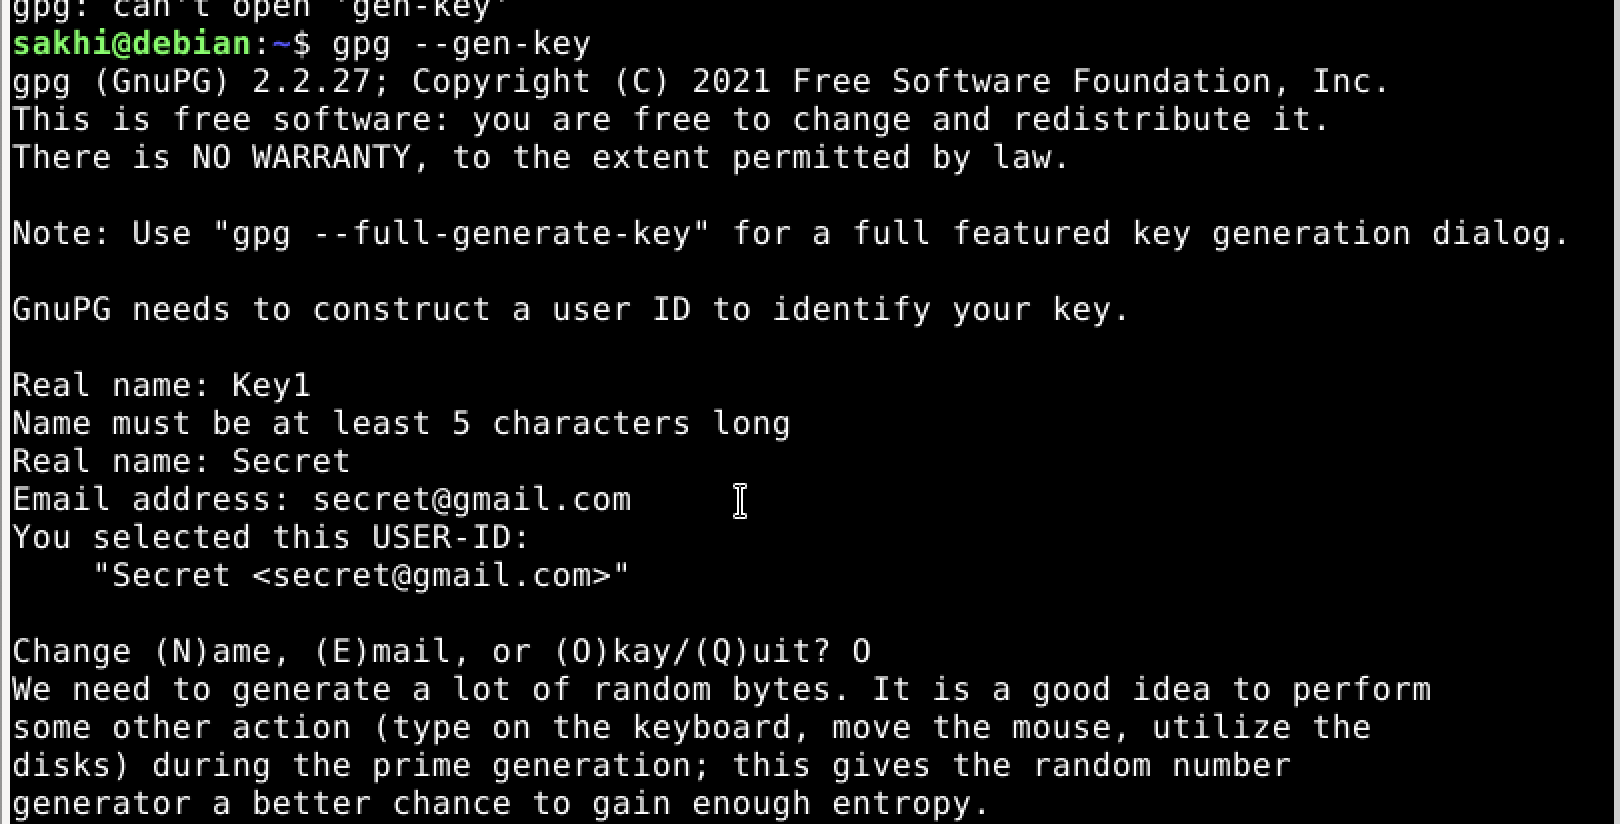 gpg: can't open 'gen-key'
sakhi@debian:~$ gpg --gen-key
gpg (GnuPG) 2.2.27; Copyright (C) 2021 Free Software Foundation, Inc.
This is free software: you are free to change and redistribute it.
There is NO WARRANTY, to the extent permitted by law.

Note: Use "gpg --full-generate-key" for a full featured key generation dialog.

GnuPG needs to construct a user ID to identify your key.

Real name: Key1
Name must be at least 5 characters long
Real name: Secret
Email address: secret@gmail.com
You selected this USER-ID:
    "Secret <secret@gmail.com>"

Change (N)ame, (E)mail, or (O)kay/(Q)uit? O
We need to generate a lot of random bytes. It is a good idea to perform
some other action (type on the keyboard, move the mouse, utilize the
disks) during the prime generation; this gives the random number
generator a better chance to gain enough entropy.